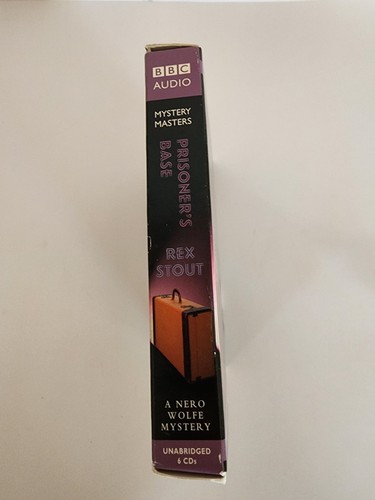 BBC
AUDIO
MYSTERY
MASTERS
PRISONER'S
BASE
REX
STOUT
A NERO
WOLFE
MYSTERY
UNABRIDGED
6 CDs